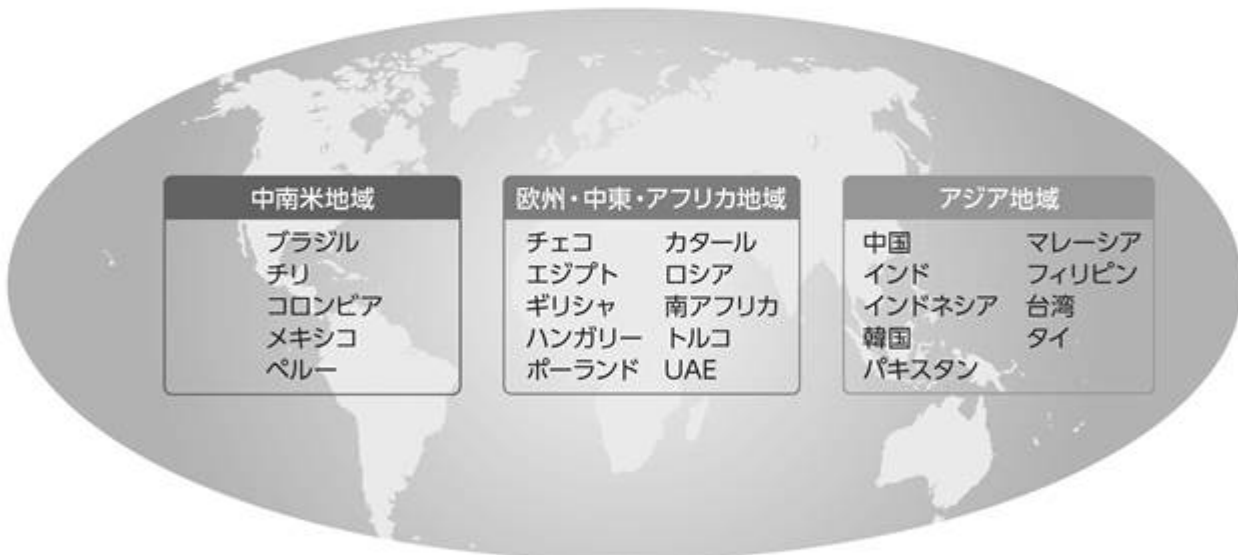 中南米地域
ブラジル
チリ
コロンビア
メキシコ
ペルー
欧州・中東・アフリカ地域
チェコ カタール
エジプト ロシア
ギリシャ 南アフリカ
ハンガリー トルコ
ポーランド UAE
アジア地域
中国 マレーシア
インド フィリピン
インドネシア 台湾
韓国 タイ
パキスタン